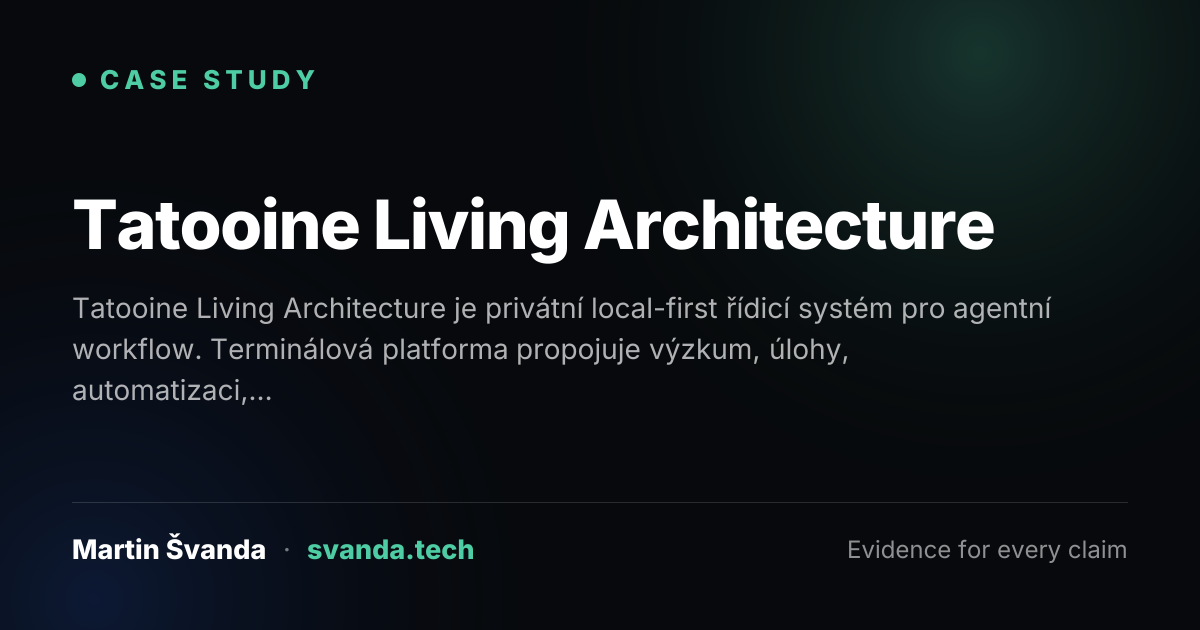 CASE STUDY
Tatooine Living Architecture
Tatooine Living Architecture je privátní local-first řídicí systém pro agentní
workflow. Terminálová platforma propojuje výzkum, úlohy,
automatizaci,...
Martin Švanda · svanda.tech
Evidence for every claim